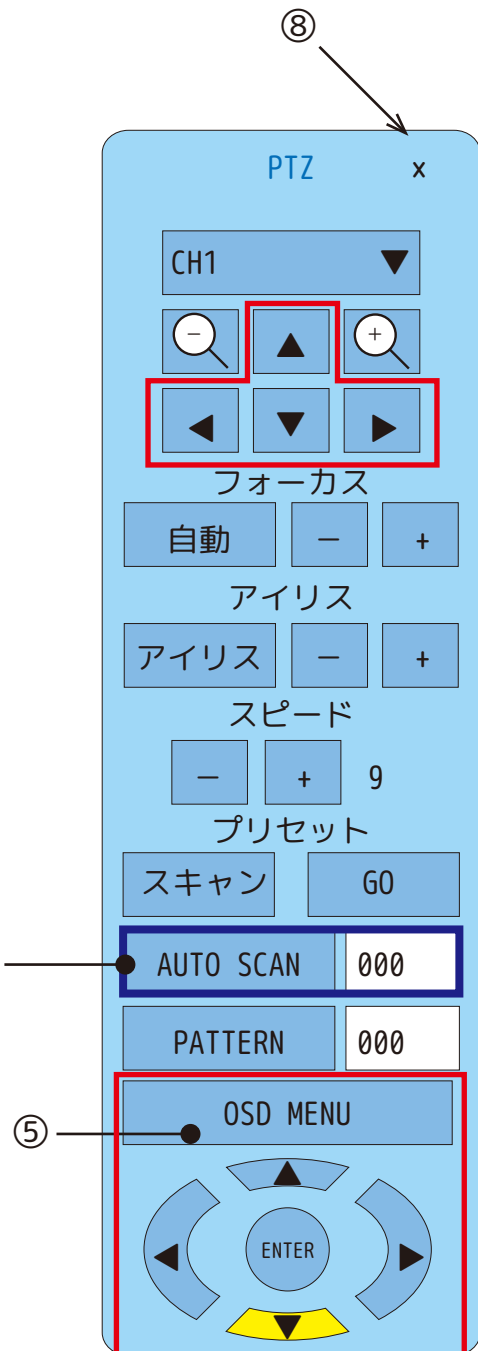 ⑧
PTZ x
CH1 ▼
− ▲ +
◀ ▼ ▶
フォーカス
自動 − +
アイリス
アイリス − +
スピード
− + 9
プリセット
スキャン GO
AUTO SCAN 000
PATTERN 000
⑤ OSD MENU
▲
◀ ENTER ▶
▼